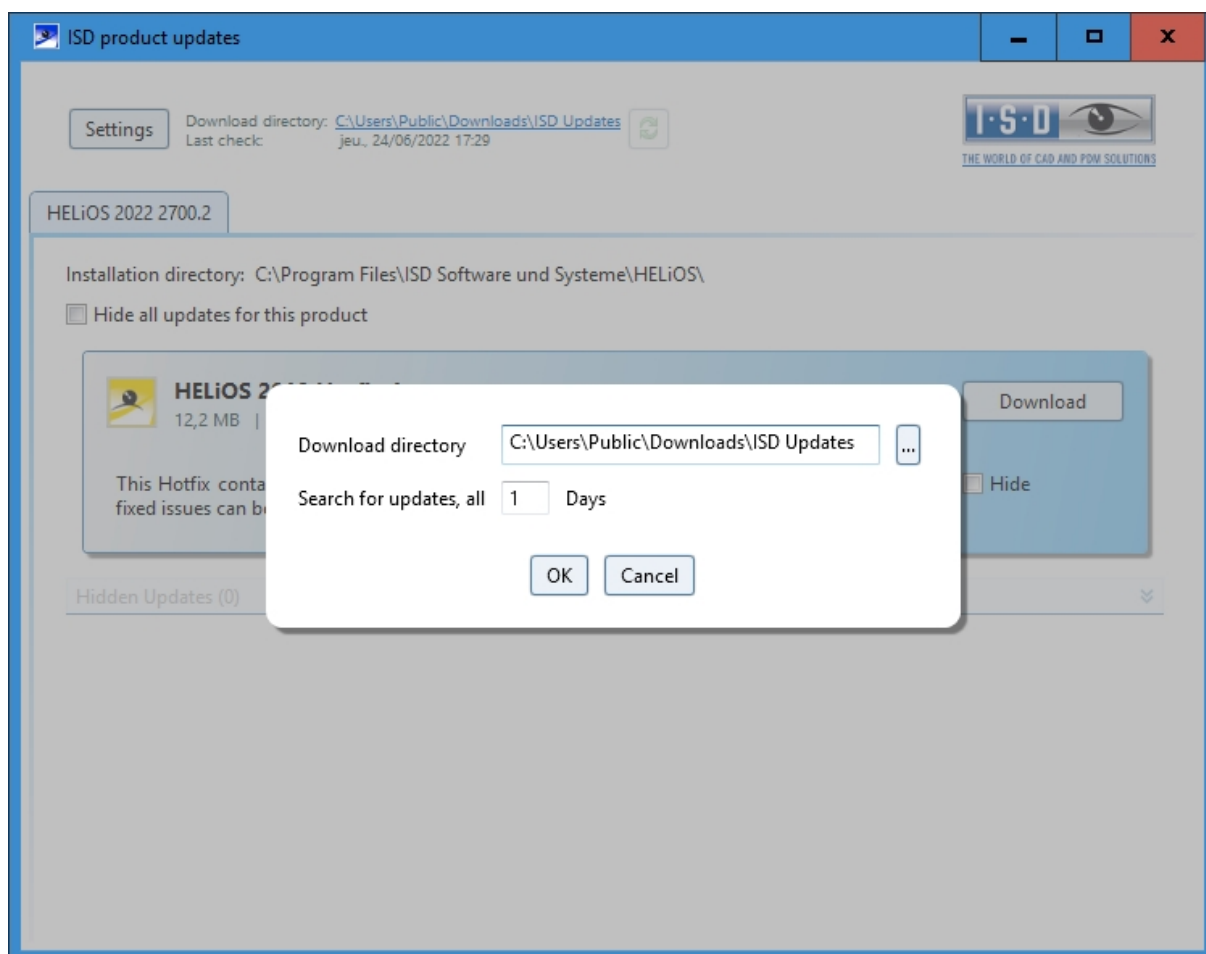 ISD product updates
Settings
Download directory: C:\Users\Public\Downloads\ISD Updates
Last check: jeu., 24/06/2022 17:29
I·S·D
THE WORLD OF CAD AND PDM SOLUTIONS
HELiOS 2022 2700.2
Installation directory: C:\Program Files\ISD Software und Systeme\HELiOS\
Hide all updates for this product
HELiOS
12,2 MB |
Download
This Hotfix
fixed issues can
Hide
Download directory C:\Users\Public\Downloads\ISD Updates ...
Search for updates, all 1 Days
OK Cancel
Hidden Updates (0)